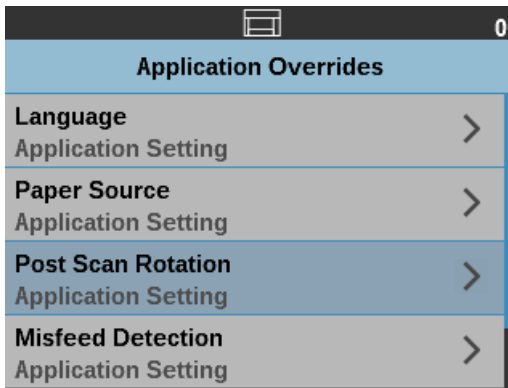 0
Application Overrides
Language
Application Setting
Paper Source
Application Setting
Post Scan Rotation
Application Setting
Misfeed Detection
Application Setting